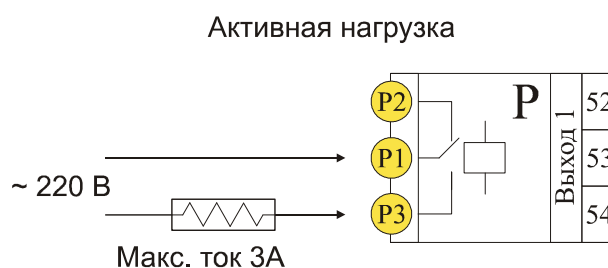 Активная нагрузка
P2
P
52
P1
53
~ 220 В
P3
54
Выход 1
Макс. ток 3А